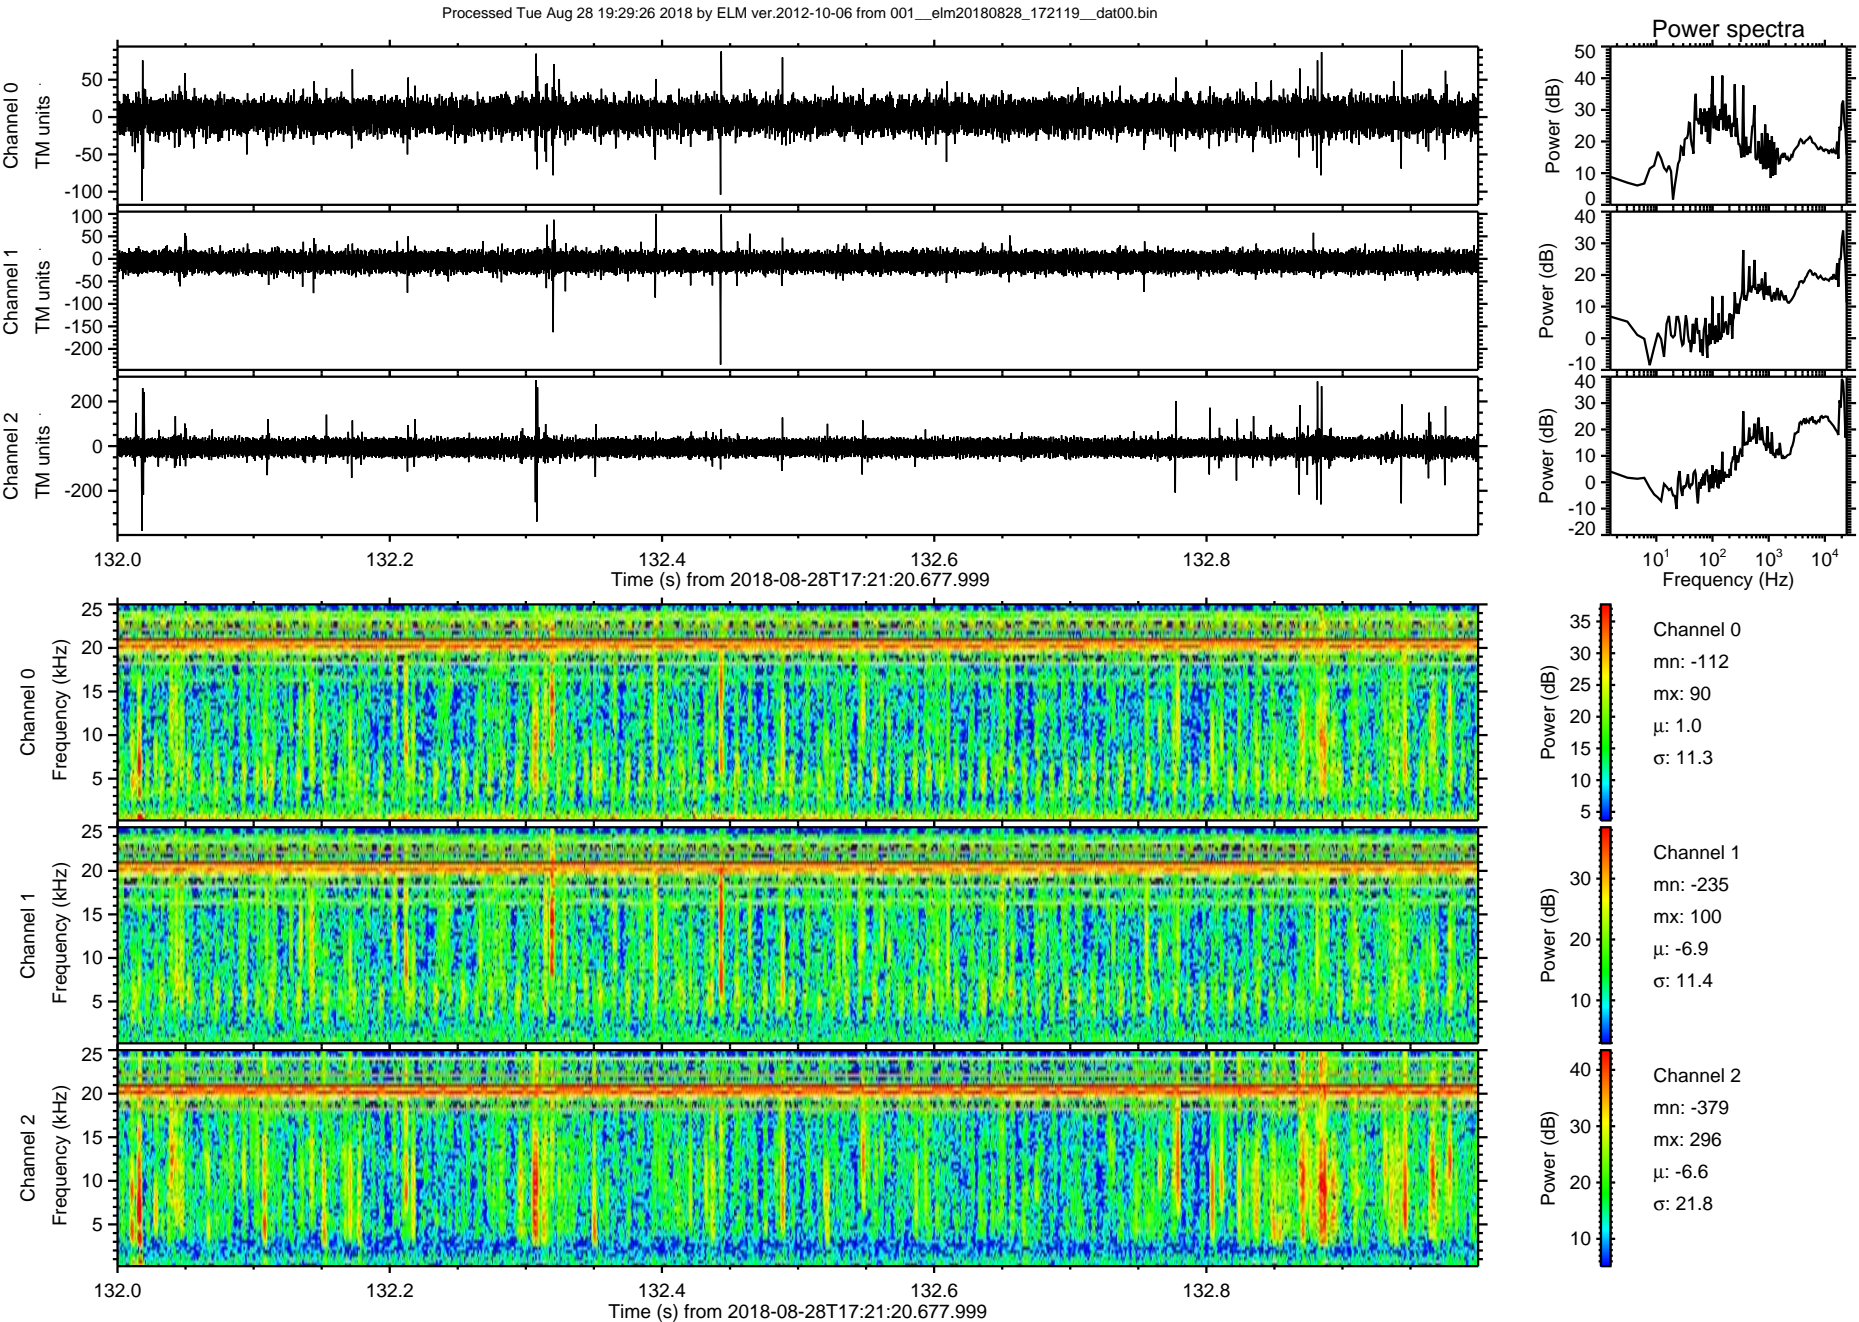 Processed Tue Aug 28 19:29:26 2018 by ELM ver.2012-10-06 from 001__elm20180828_172119__dat00.bin
Power spectra
Channel 0
TM units
50
0
-50
-100
Power (dB)
50
40
30
20
10
0
Channel 1
TM units
100
50
0
-50
-100
-150
-200
Power (dB)
40
30
20
10
0
-10
Channel 2
TM units
200
0
-200
Power (dB)
40
30
20
10
0
-10
-20
132.0 132.2 132.4 132.6 132.8
Time (s) from 2018-08-28T17:21:20.677.999
10¹ 10² 10³ 10⁴
Frequency (Hz)
Channel 0
Frequency (kHz)
25
20
15
10
5
Power (dB)
35
30
25
20
15
10
5
Channel 0
mn: -112
mx: 90
µ: 1.0
σ: 11.3
Channel 1
Frequency (kHz)
25
20
15
10
5
Power (dB)
30
20
10
Channel 1
mn: -235
mx: 100
µ: -6.9
σ: 11.4
Channel 2
Frequency (kHz)
25
20
15
10
5
Power (dB)
40
30
20
10
Channel 2
mn: -379
mx: 296
µ: -6.6
σ: 21.8
132.0 132.2 132.4 132.6 132.8
Time (s) from 2018-08-28T17:21:20.677.999